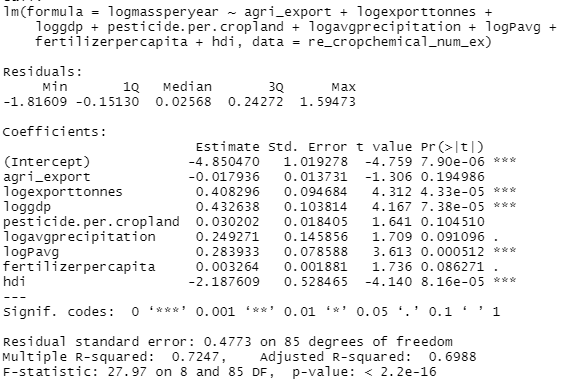 lm(formula = logmassperyear ~ agri_export + logexporttonnes +
loggdp + pesticide.per.cropland + logavgprecipitation + logPavg +
fertilizerpercapita + hdi, data = re_cropchemical_num_ex)
Residuals:
Min 1Q Median 3Q Max
-1.81609 -0.15130 0.02568 0.24272 1.59473
Coefficients:
Estimate Std. Error t value Pr(>|t|)
(Intercept) -4.850470 1.019278 -4.759 7.90e-06 ***
agri_export -0.017936 0.013731 -1.306 0.194986
logexporttonnes 0.408296 0.094684 4.312 4.33e-05 ***
loggdp 0.432638 0.103814 4.167 7.38e-05 ***
pesticide.per.cropland 0.030202 0.018405 1.641 0.104510
logavgprecipitation 0.249271 0.145856 1.709 0.091096 .
logPavg 0.283933 0.078588 3.613 0.000512 ***
fertilizerpercapita 0.003264 0.001881 1.736 0.086271 .
hdi -2.187609 0.528465 -4.140 8.16e-05 ***
---
Signif. codes: 0 ‘***’ 0.001 ‘**’ 0.01 ‘*’ 0.05 ‘.’ 0.1 ‘ ’ 1
Residual standard error: 0.4773 on 85 degrees of freedom
Multiple R-squared: 0.7247, Adjusted R-squared: 0.6988
F-statistic: 27.97 on 8 and 85 DF, p-value: < 2.2e-16